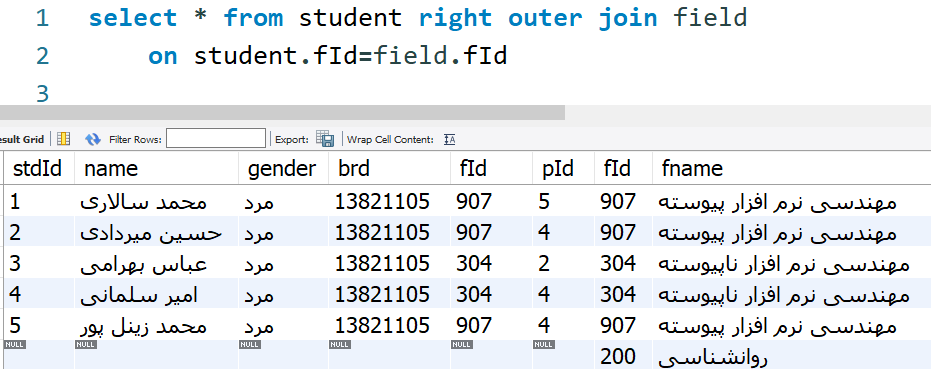 1 select * from student right outer join field
2 on student.fId=field.fId
3
esult Grid Filter Rows: Export: Wrap Cell Content: IA
stdId name gender brd fId pId fId fname
1 محمد سالاری مرد 13821105 907 5 907 مهندسی نرم افزار پیوسته
2 حسین میردادی مرد 13821105 907 4 907 مهندسی نرم افزار پیوسته
3 عباس بهرامی مرد 13821105 304 2 304 مهندسی نرم افزار ناپیوسته
4 امیر سلمانی مرد 13821105 304 4 304 مهندسی نرم افزار ناپیوسته
5 محمد زینل پور مرد 13821105 907 4 907 مهندسی نرم افزار پیوسته
NULL NULL NULL NULL NULL NULL 200 روانشناسی